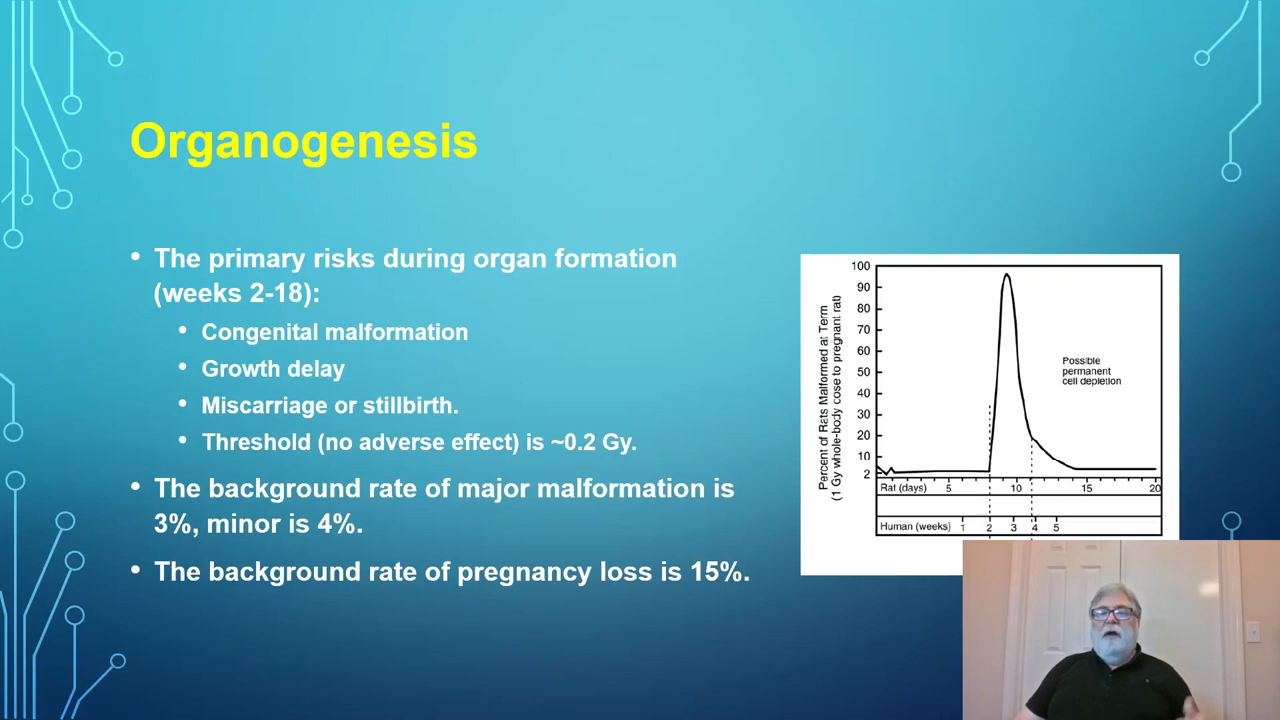 Organogenesis
• The primary risks during organ formation
(weeks 2-18):
• Congenital malformation
• Growth delay
• Miscarriage or stillbirth.
• Threshold (no adverse effect) is ~0.2 Gy.
• The background rate of major malformation is
3%, minor is 4%.
• The background rate of pregnancy loss is 15%.
Percent of Rats Malformed at Term
(1 Gy whole-body cose to pregnant rat)
100
90
80
70
60
50
40
30
20
10
2
Possible
permanent
cell depletion
Rat (days) 5 10 15 20
Human (weeks) 1 2 3 4 5